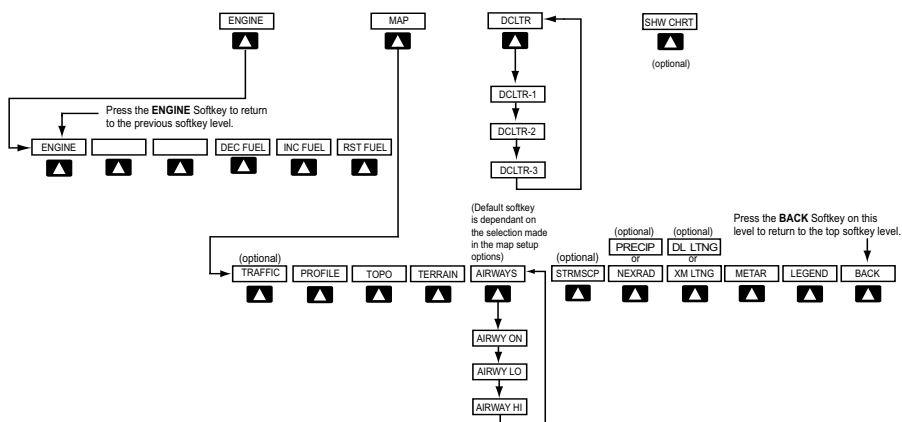 ENGINE
MAP
DCLTR
SHW CHRT
(optional)
Press the ENGINE Softkey to return
to the previous softkey level.
ENGINE
DEC FUEL
INC FUEL
RST FUEL
DCLTR-1
DCLTR-2
DCLTR-3
(Default softkey
is dependant on
the selection made
in the map setup
options)
Press the BACK Softkey on this
level to return to the top softkey level.
(optional)
TRAFFIC
PROFILE
TOPO
TERRAIN
AIRWAYS
(optional)
STRMSCP
(optional)
PRECIP
or
NEXRAD
(optional)
DL LTNG
or
XM LTNG
METAR
LEGEND
BACK
AIRWY ON
AIRWY LO
AIRWAY HI